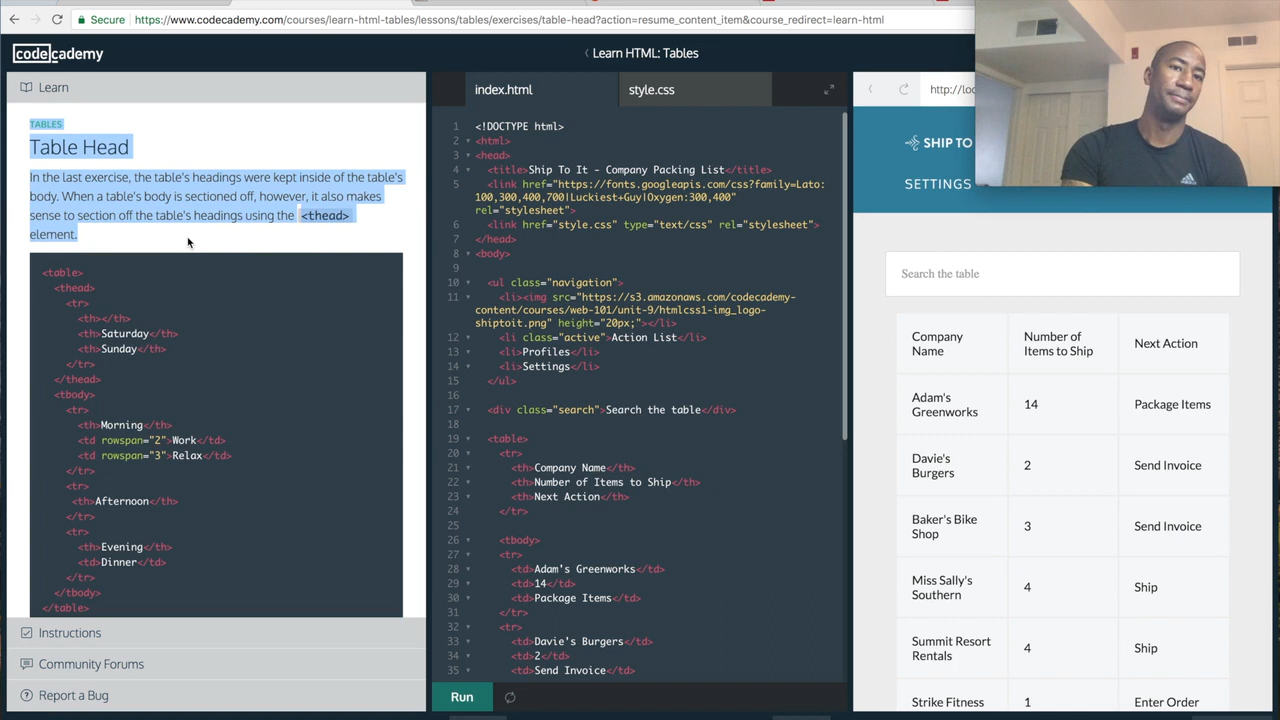 Secure
https://www.codecademy.com/courses/learn-html-tables/lessons/tables/exercises/table-head?action=resume_content_item&course_redirect=learn-html
codecademy
Learn HTML: Tables
Learn
TABLES
Table Head
In the last exercise, the table's headings were kept inside of the table's
body. When a table's body is sectioned off, however, it also makes
sense to section off the table's headings using the <thead>
element.
<table>
<thead>
<tr>
<th></th>
<th>Saturday</th>
<th>Sunday</th>
</tr>
</thead>
<tbody>
<tr>
<th>Morning</th>
<td rowspan="2">Work</td>
<td rowspan="3">Relax</td>
</tr>
<tr>
<th>Afternoon</th>
</tr>
<tr>
<th>Evening</th>
<td>Dinner</td>
</tr>
</tbody>
</table>
Instructions
Community Forums
Report a Bug
index.html
style.css
1 <!DOCTYPE html>
2 <html>
3 <head>
4 <title>Ship To It - Company Packing List</title>
5 <link href="https://fonts.googleapis.com/css?family=Lato:
100,300,400,700|Luckiest+Guy|Oxygen:300,400"
rel="stylesheet">
6 <link href="style.css" type="text/css" rel="stylesheet">
7 </head>
8 <body>
9
10 <ul class="navigation">
11 <li><img src="https://s3.amazonaws.com/codecademy-
content/courses/web-101/unit-9/htmlcss1-img_logo-
shiptoit.png" height="20px;"></li>
12 <li class="active">Action List</li>
13 <li>Profiles</li>
14 <li>Settings</li>
15 </ul>
16
17 <div class="search">Search the table</div>
18
19 <table>
20 <tr>
21 <th>Company Name</th>
22 <th>Number of Items to Ship</th>
23 <th>Next Action</th>
24 </tr>
25
26 <tbody>
27 <tr>
28 <td>Adam's Greenworks</td>
29 <td>14</td>
30 <td>Package Items</td>
31 </tr>
32 <tr>
33 <td>Davie's Burgers</td>
34 <td>2</td>
35 <td>Send Invoice</td>
Run
http://loc
SHIP TO
SETTINGS
Search the table
Company Name
Number of Items to Ship
Next Action
Adam's Greenworks
14
Package Items
Davie's Burgers
2
Send Invoice
Baker's Bike Shop
3
Send Invoice
Miss Sally's Southern
4
Ship
Summit Resort Rentals
4
Ship
Strike Fitness
1
Enter Order